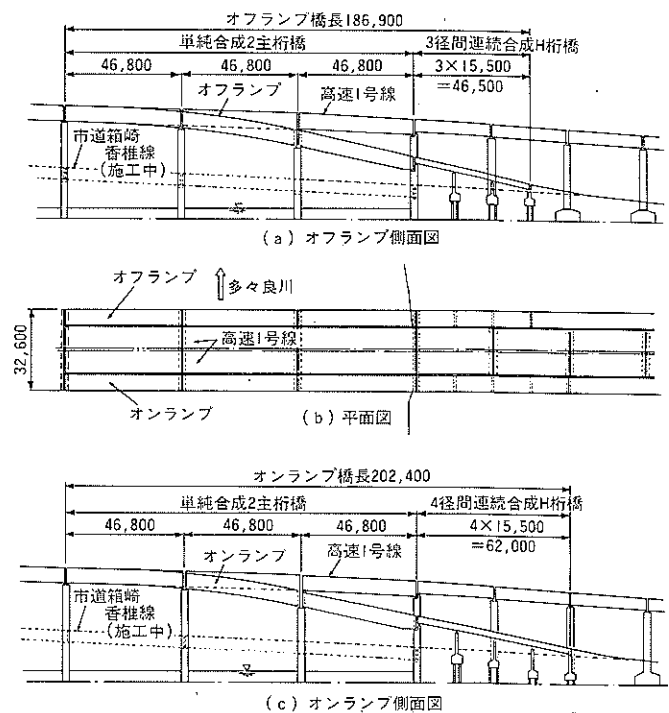 オフランプ橋長186,900
単純合成2主桁橋
3径間連続合成H桁橋
46,800
46,800
46,800
3×15,500
=46,500
オフランプ
高速1号線
市道箱崎
香椎線
(施工中)
(a)オフランプ側面図
オフランプ
多々良川
32,600
高速1号線
オンランプ
(b)平面図
オンランプ橋長202,400
単純合成2主桁橋
4径間連続合成H桁橋
46,800
46,800
46,800
4×15,500
=62,000
オンランプ
高速1号線
市道箱崎
香椎線
(施工中)
(c)オンランプ側面図